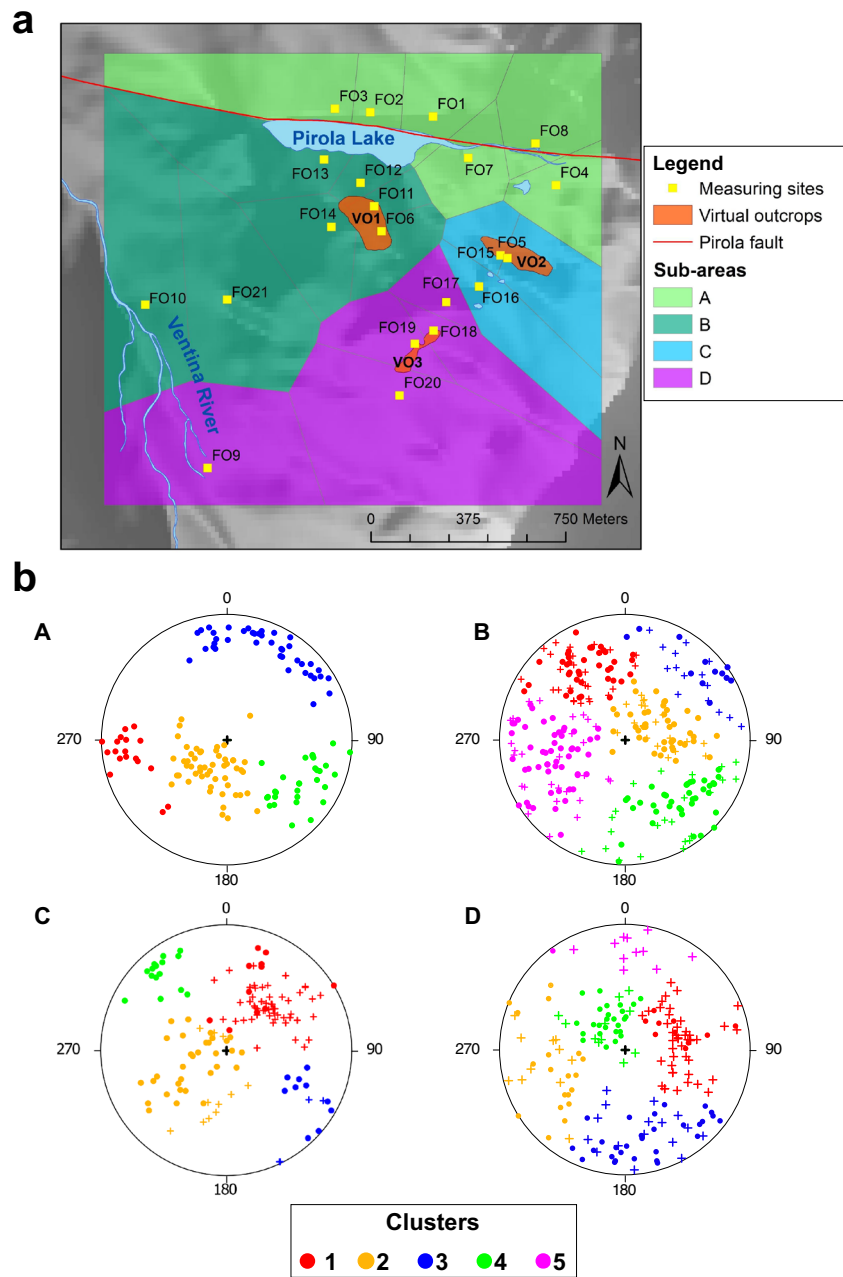 a
FO3
FO2
FO1
FO8
Pirola Lake
FO13
FO12
FO7
FO4
FO11
FO14
VO1
FO6
FO5
FO15
VO2
FO16
FO17
FO10
FO21
FO19
FO18
VO3
FO20
Ventina River
FO9
N
0 375 750 Meters
Legend
Measuring sites
Virtual outcrops
Pirola fault
Sub-areas
A
B
C
D
b
A
0
270
90
180
B
0
270
90
180
C
0
270
90
180
D
0
270
90
180
Clusters
1 2 3 4 5